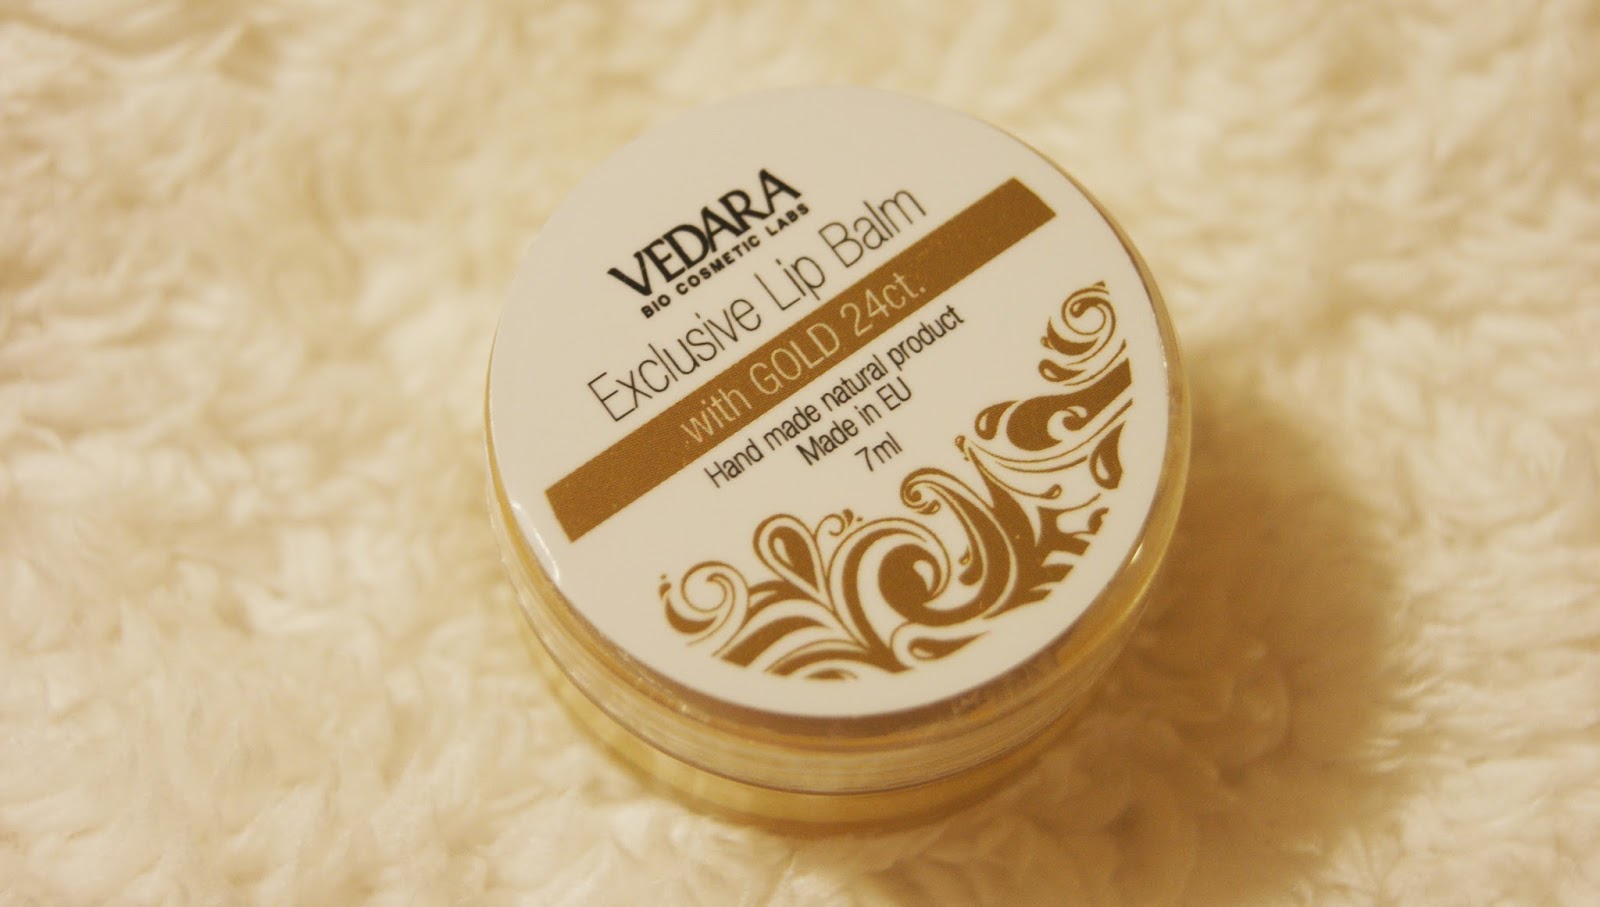 VEDARA
BIO COSMETIC LABS
Exclusive Lip Balm
with GOLD 24ct.
Hand made natural product
Made in EU
7ml